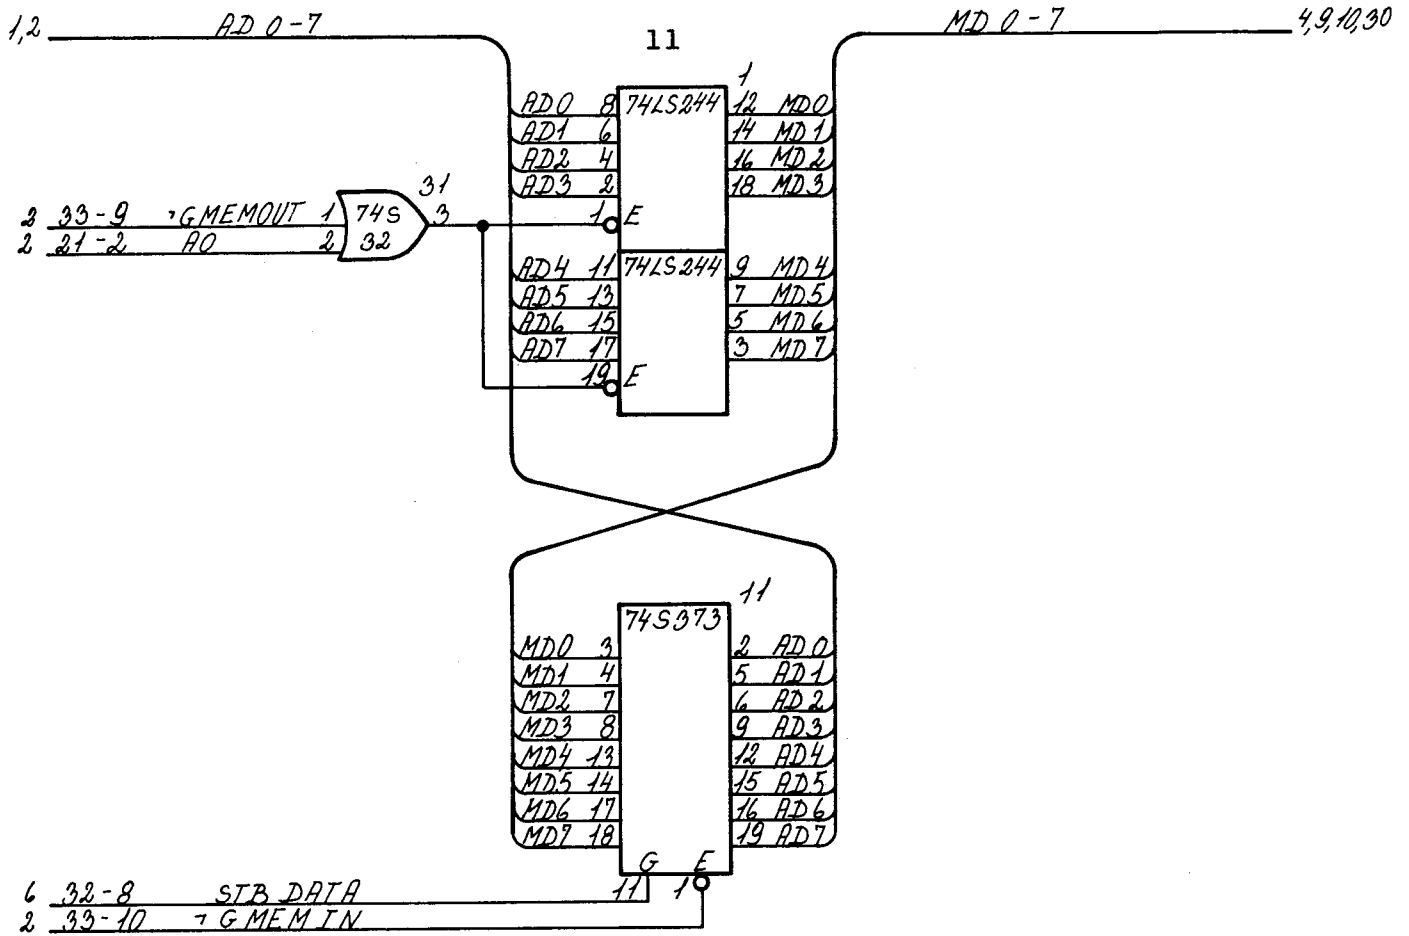 1,2 AD 0-7 MD 0-7 4,9,10,30
11
1
AD0 8 74LS244 12 MD0
AD1 6 14 MD1
AD2 4 16 MD2
AD3 2 18 MD3
31
2 33-9 ¬GMEMOUT 1 74S 3 1 E
2 21-2 A0 2 32
AD4 11 74LS244 9 MD4
AD5 13 7 MD5
AD6 15 5 MD6
AD7 17 3 MD7
19 E
11
74S373
MD0 3 2 AD0
MD1 4 5 AD1
MD2 7 6 AD2
MD3 8 9 AD3
MD4 13 12 AD4
MD5 14 15 AD5
MD6 17 16 AD6
MD7 18 19 AD7
G E
6 32-8 STB DATA 11 1
2 33-10 ¬GMEM IN